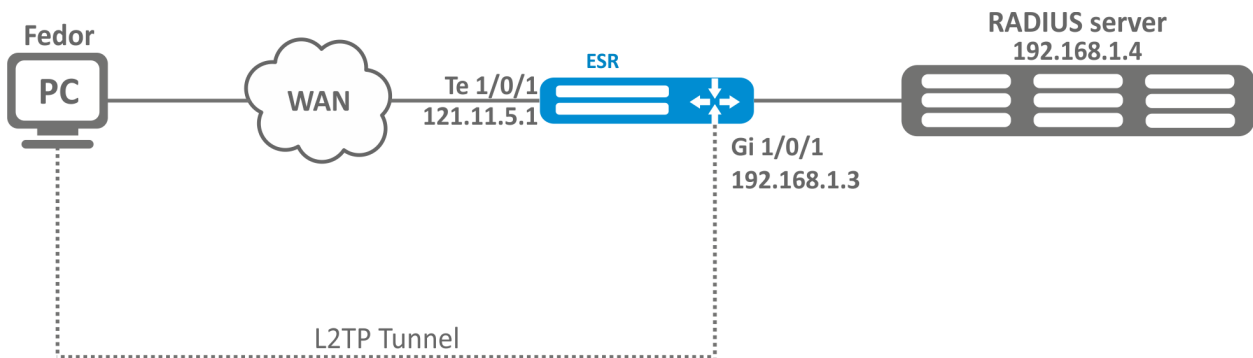 Fedor
PC
WAN
Te 1/0/1
121.11.5.1
ESR
Gi 1/0/1
192.168.1.3
RADIUS server
192.168.1.4
L2TP Tunnel